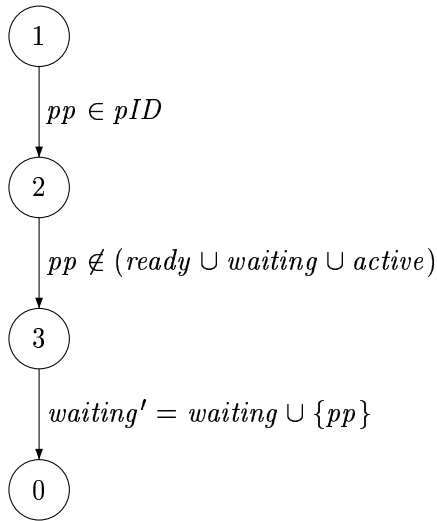 1
pp ∈ pID
2
pp ∉ (ready ∪ waiting ∪ active)
3
waiting′ = waiting ∪ {pp}
0